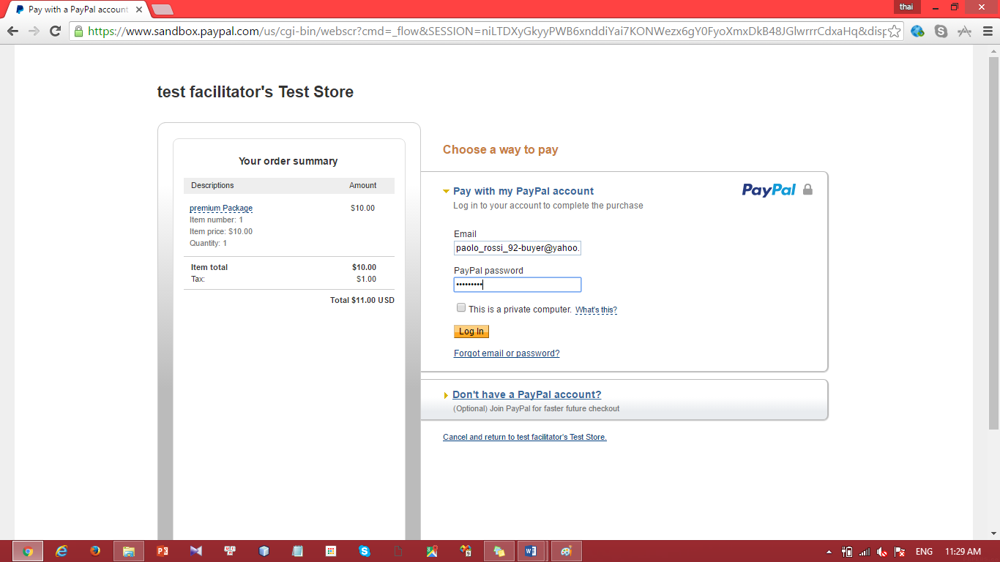 Pay with a PayPal account
thai
https://www.sandbox.paypal.com/us/cgi-bin/webscr?cmd=_flow&SESSION=niLTDXyGkyyPWB6xnddiYai7KONWezx6gY0FyoXmxDkB48JGlwrrrCdxaHq&disp
test facilitator's Test Store
Your order summary
Descriptions Amount
premium Package $10.00
Item number: 1
Item price: $10.00
Quantity: 1
Item total $10.00
Tax: $1.00
Total $11.00 USD
Choose a way to pay
Pay with my PayPal account
PayPal
Log in to your account to complete the purchase
Email
paolo_rossi_92-buyer@yahoo.
PayPal password
•••••••••
This is a private computer. What's this?
Log In
Forgot email or password?
Don't have a PayPal account?
(Optional) Join PayPal for faster future checkout
Cancel and return to test facilitator's Test Store.
ENG 11:29 AM